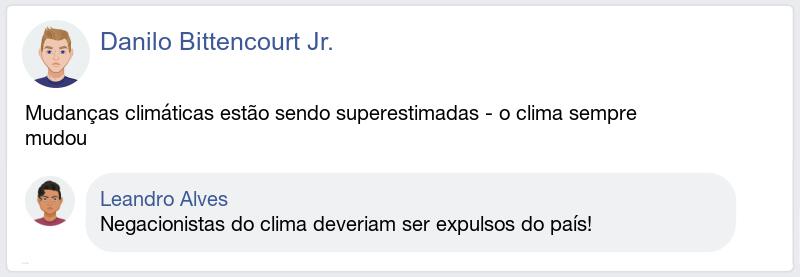 Danilo Bittencourt Jr.
Mudanças climáticas estão sendo superestimadas - o clima sempre
mudou
Leandro Alves
Negacionistas do clima deveriam ser expulsos do país!